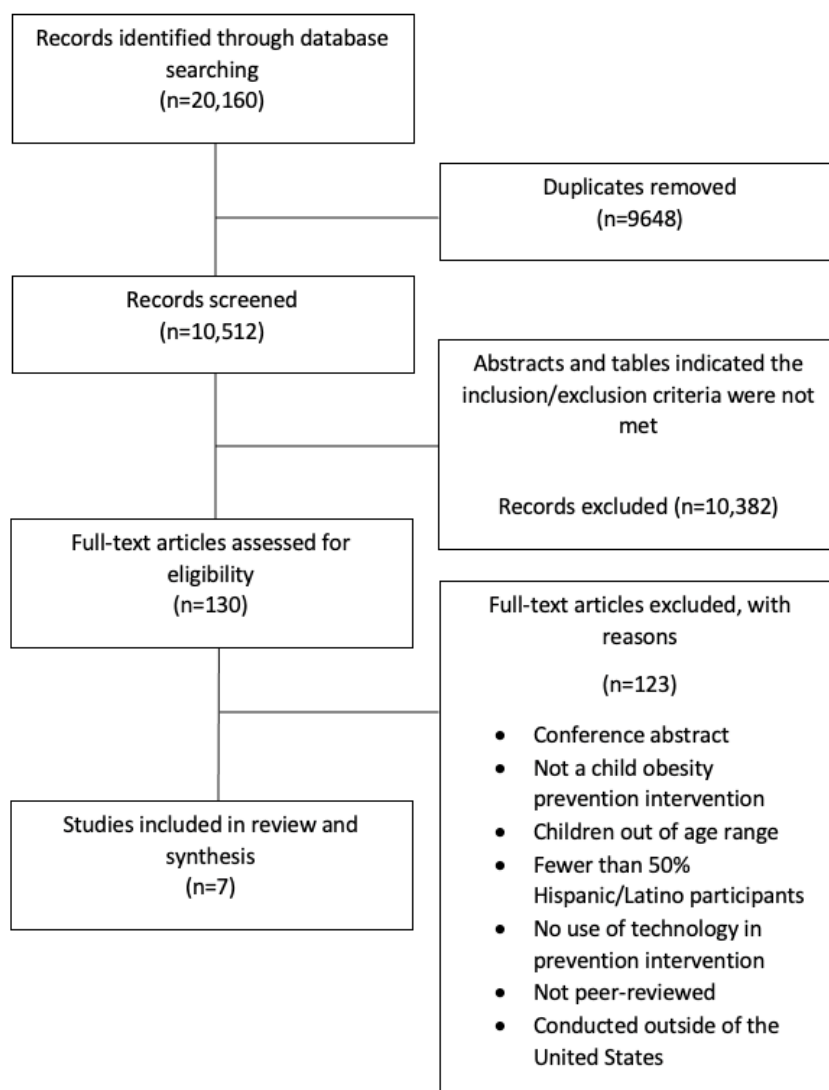 Records identified through database
searching
(n=20,160)
Duplicates removed
(n=9648)
Records screened
(n=10,512)
Abstracts and tables indicated the
inclusion/exclusion criteria were not
met
Records excluded (n=10,382)
Full-text articles assessed for
eligibility
(n=130)
Full-text articles excluded, with
reasons
(n=123)
• Conference abstract
• Not a child obesity
prevention intervention
• Children out of age range
• Fewer than 50%
Hispanic/Latino participants
• No use of technology in
prevention intervention
• Not peer-reviewed
• Conducted outside of the
United States
Studies included in review and
synthesis
(n=7)